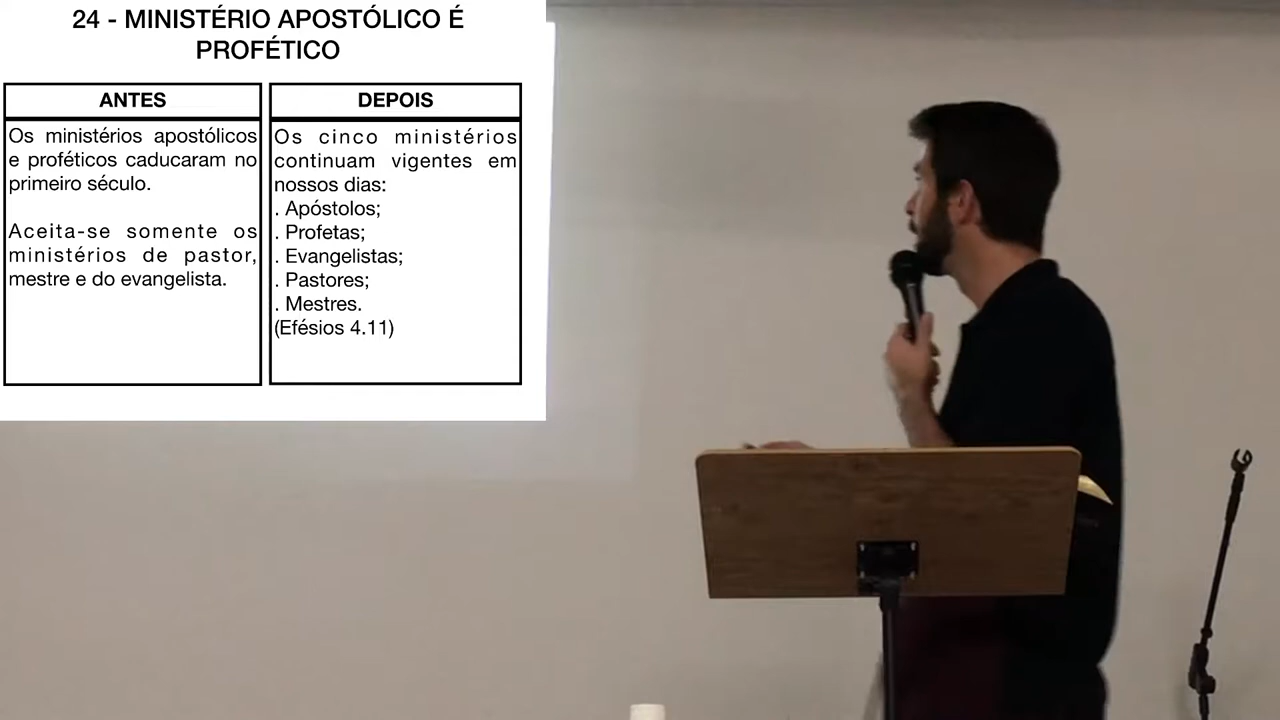 24 - MINISTÉRIO APOSTÓLICO É
PROFÉTICO
ANTES
Os ministérios apostólicos
e proféticos caducaram no
primeiro século.
Aceita-se somente os
ministérios de pastor,
mestre e do evangelista.
DEPOIS
Os cinco ministérios
continuam vigentes em
nossos dias:
. Apóstolos;
. Profetas;
. Evangelistas;
. Pastores;
. Mestres.
(Efésios 4.11)